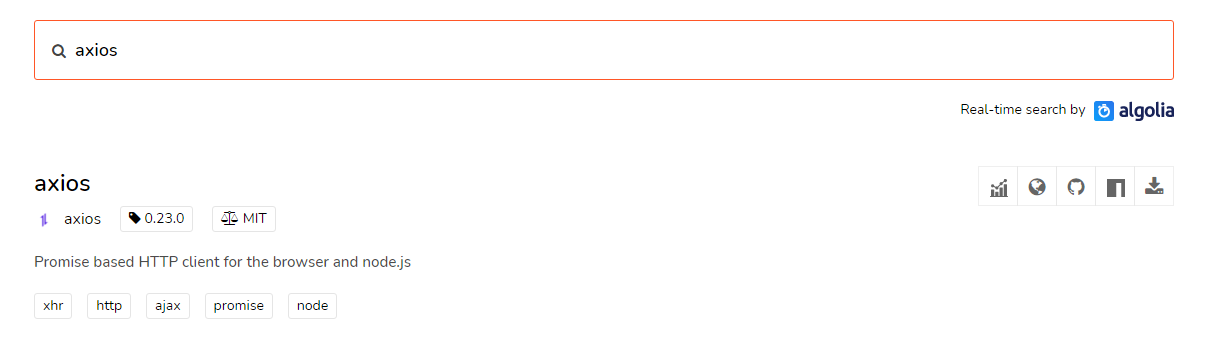 axios
Real-time search by algolia
axios
axios 0.23.0 MIT
Promise based HTTP client for the browser and node.js
xhr http ajax promise node